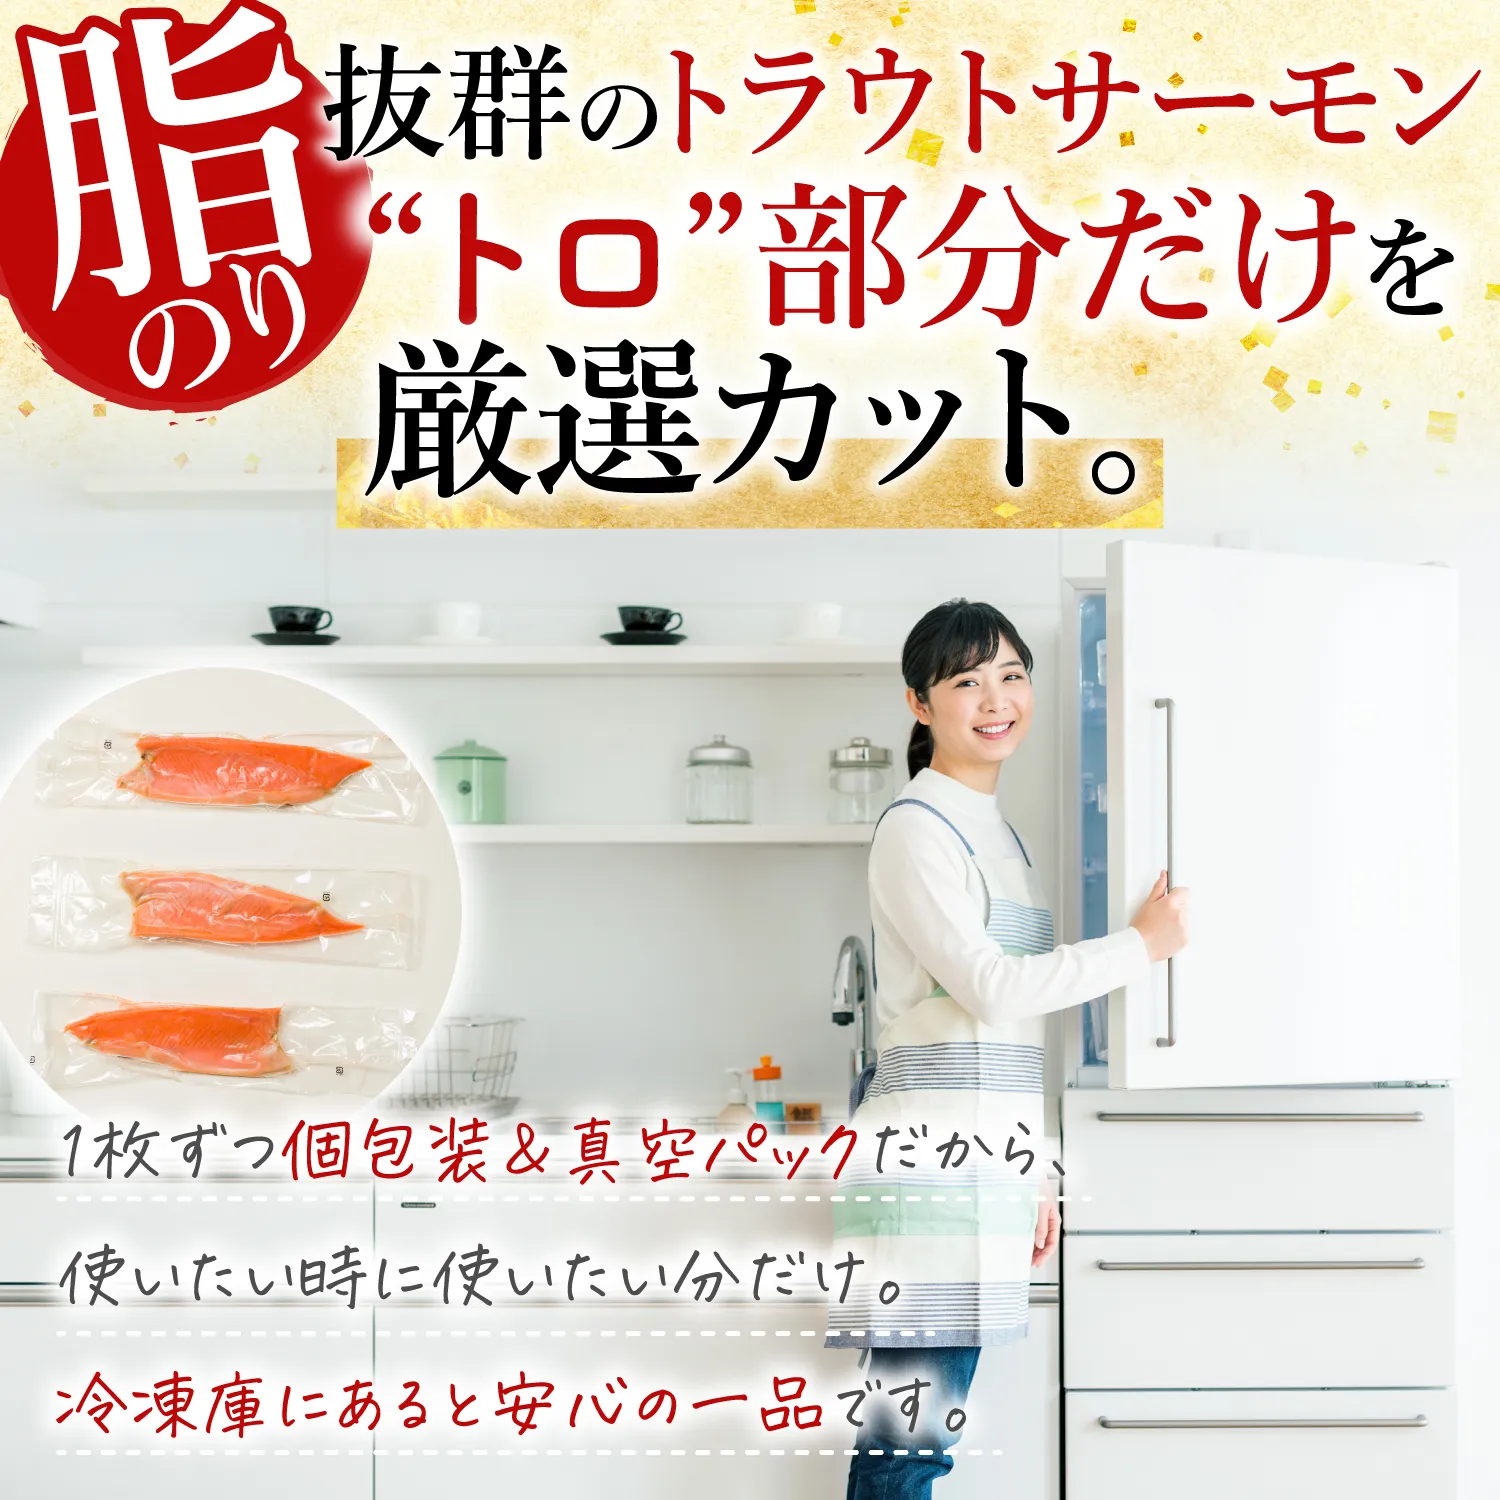 脂のり抜群のトラウトサーモン
“トロ”部分だけを
厳選カット。
1枚ずつ個包装&真空パックだから、
使いたい時に使いたい分だけ。
冷凍庫にあると安心の一品です。